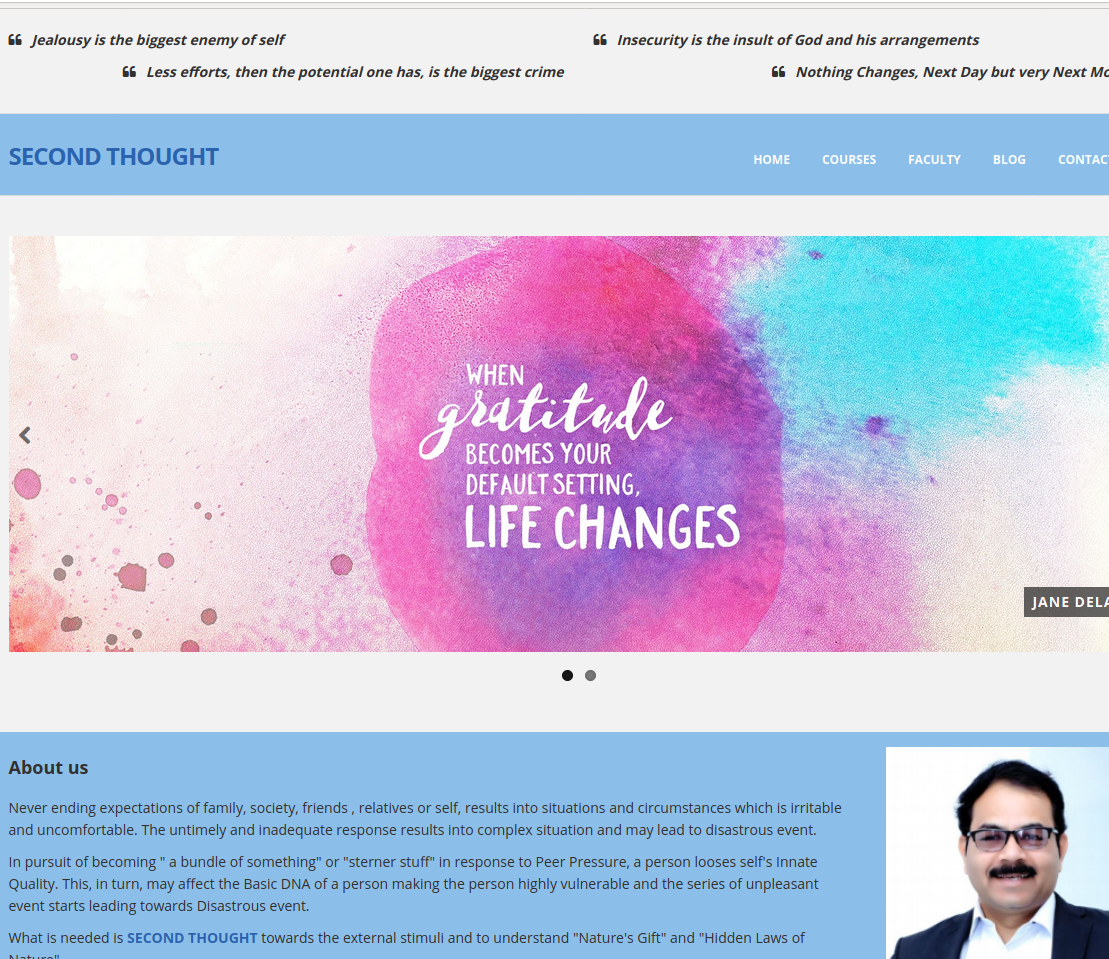 ❝ Jealousy is the biggest enemy of self ❝ Insecurity is the insult of God and his arrangements
❝ Less efforts, then the potential one has, is the biggest crime ❝ Nothing Changes, Next Day but very Next
SECOND THOUGHT
HOME COURSES FACULTY BLOG CONTACT
WHEN
gratitude
BECOMES YOUR
DEFAULT SETTING,
LIFE CHANGES
JANE
About us
Never ending expectations of family, society, friends , relatives or self, results into situations and circumstances which is irritable
and uncomfortable. The untimely and inadequate response results into complex situation and may lead to disastrous event.
In pursuit of becoming " a bundle of something" or "sterner stuff" in response to Peer Pressure, a person looses self's Innate
Quality. This, in turn, may affect the Basic DNA of a person making the person highly vulnerable and the series of unpleasant
event starts leading towards Disastrous event.
What is needed is SECOND THOUGHT towards the external stimuli and to understand "Nature's Gift" and "Hidden Laws of
Nature"